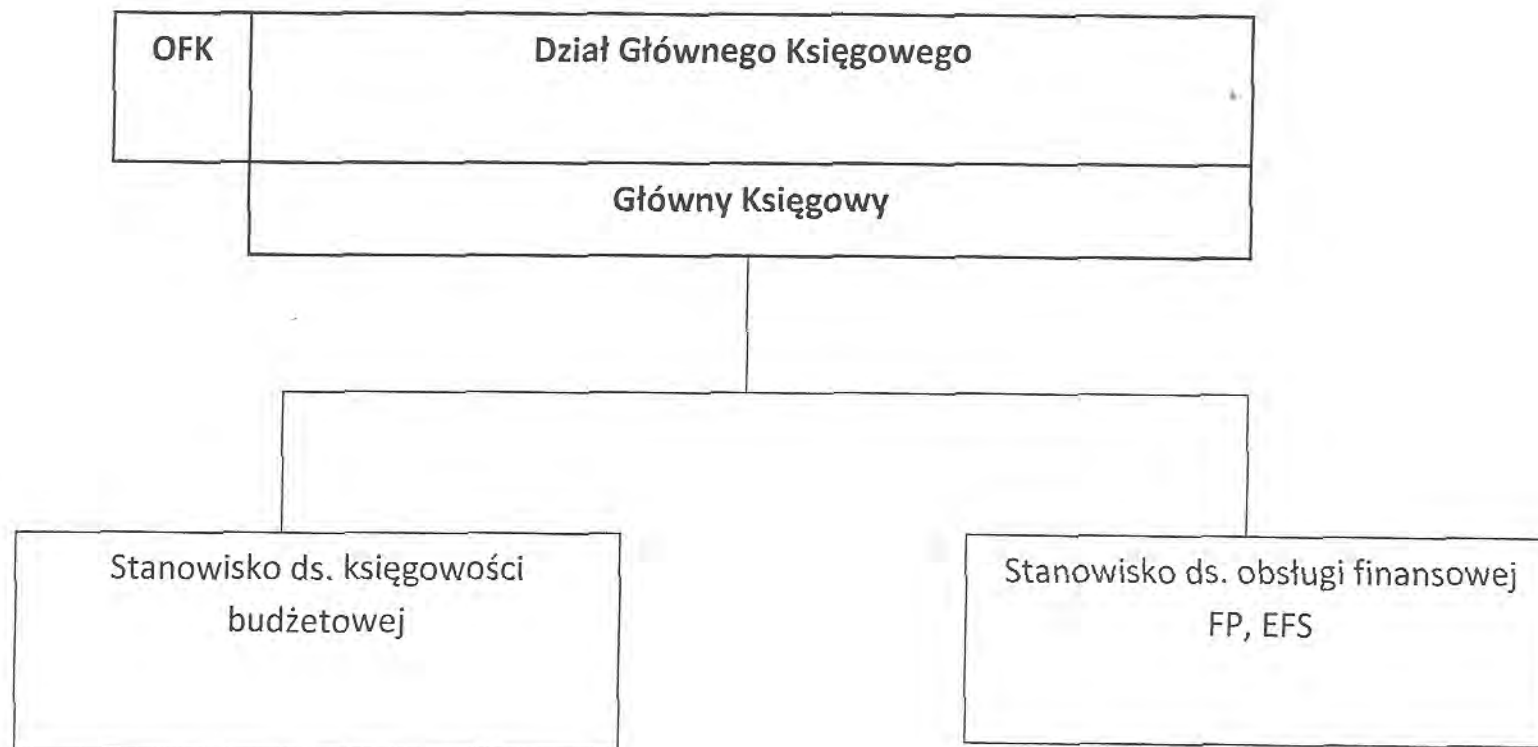 OFK
Dział Głównego Księgowego
Główny Księgowy
Stanowisko ds. księgowości
budżetowej
Stanowisko ds. obsługi finansowej
FP, EFS